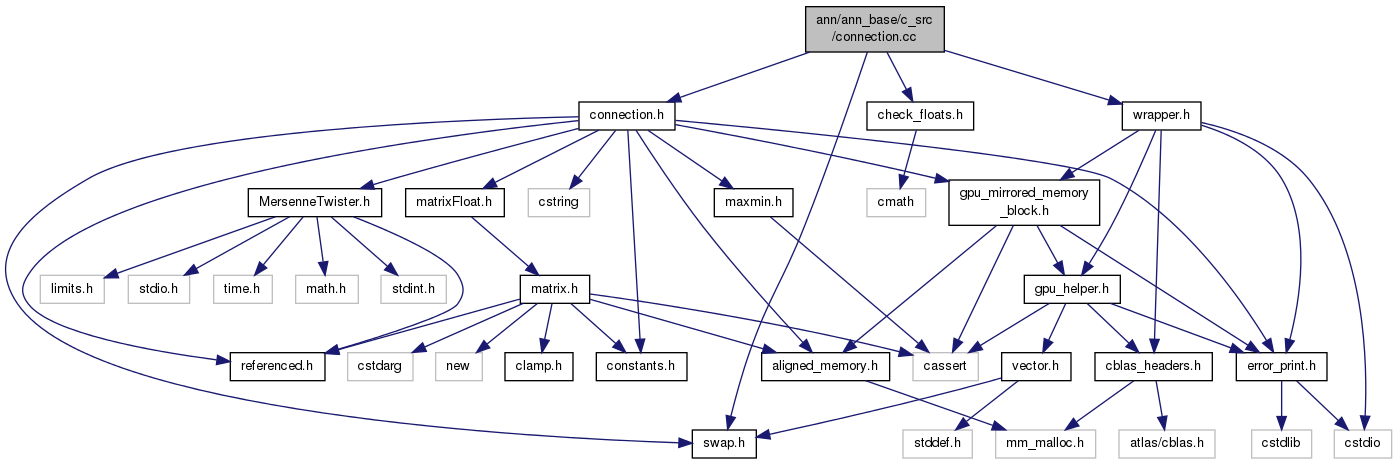 ann/ann_base/c_src
/connection.cc
connection.h
check_floats.h
wrapper.h
MersenneTwister.h
matrixFloat.h
cstring
maxmin.h
cmath
gpu_mirrored_memory
_block.h
limits.h
stdio.h
time.h
math.h
stdint.h
matrix.h
gpu_helper.h
referenced.h
cstdarg
new
clamp.h
constants.h
aligned_memory.h
cassert
vector.h
cblas_headers.h
error_print.h
swap.h
stddef.h
mm_malloc.h
atlas/cblas.h
cstdlib
cstdio